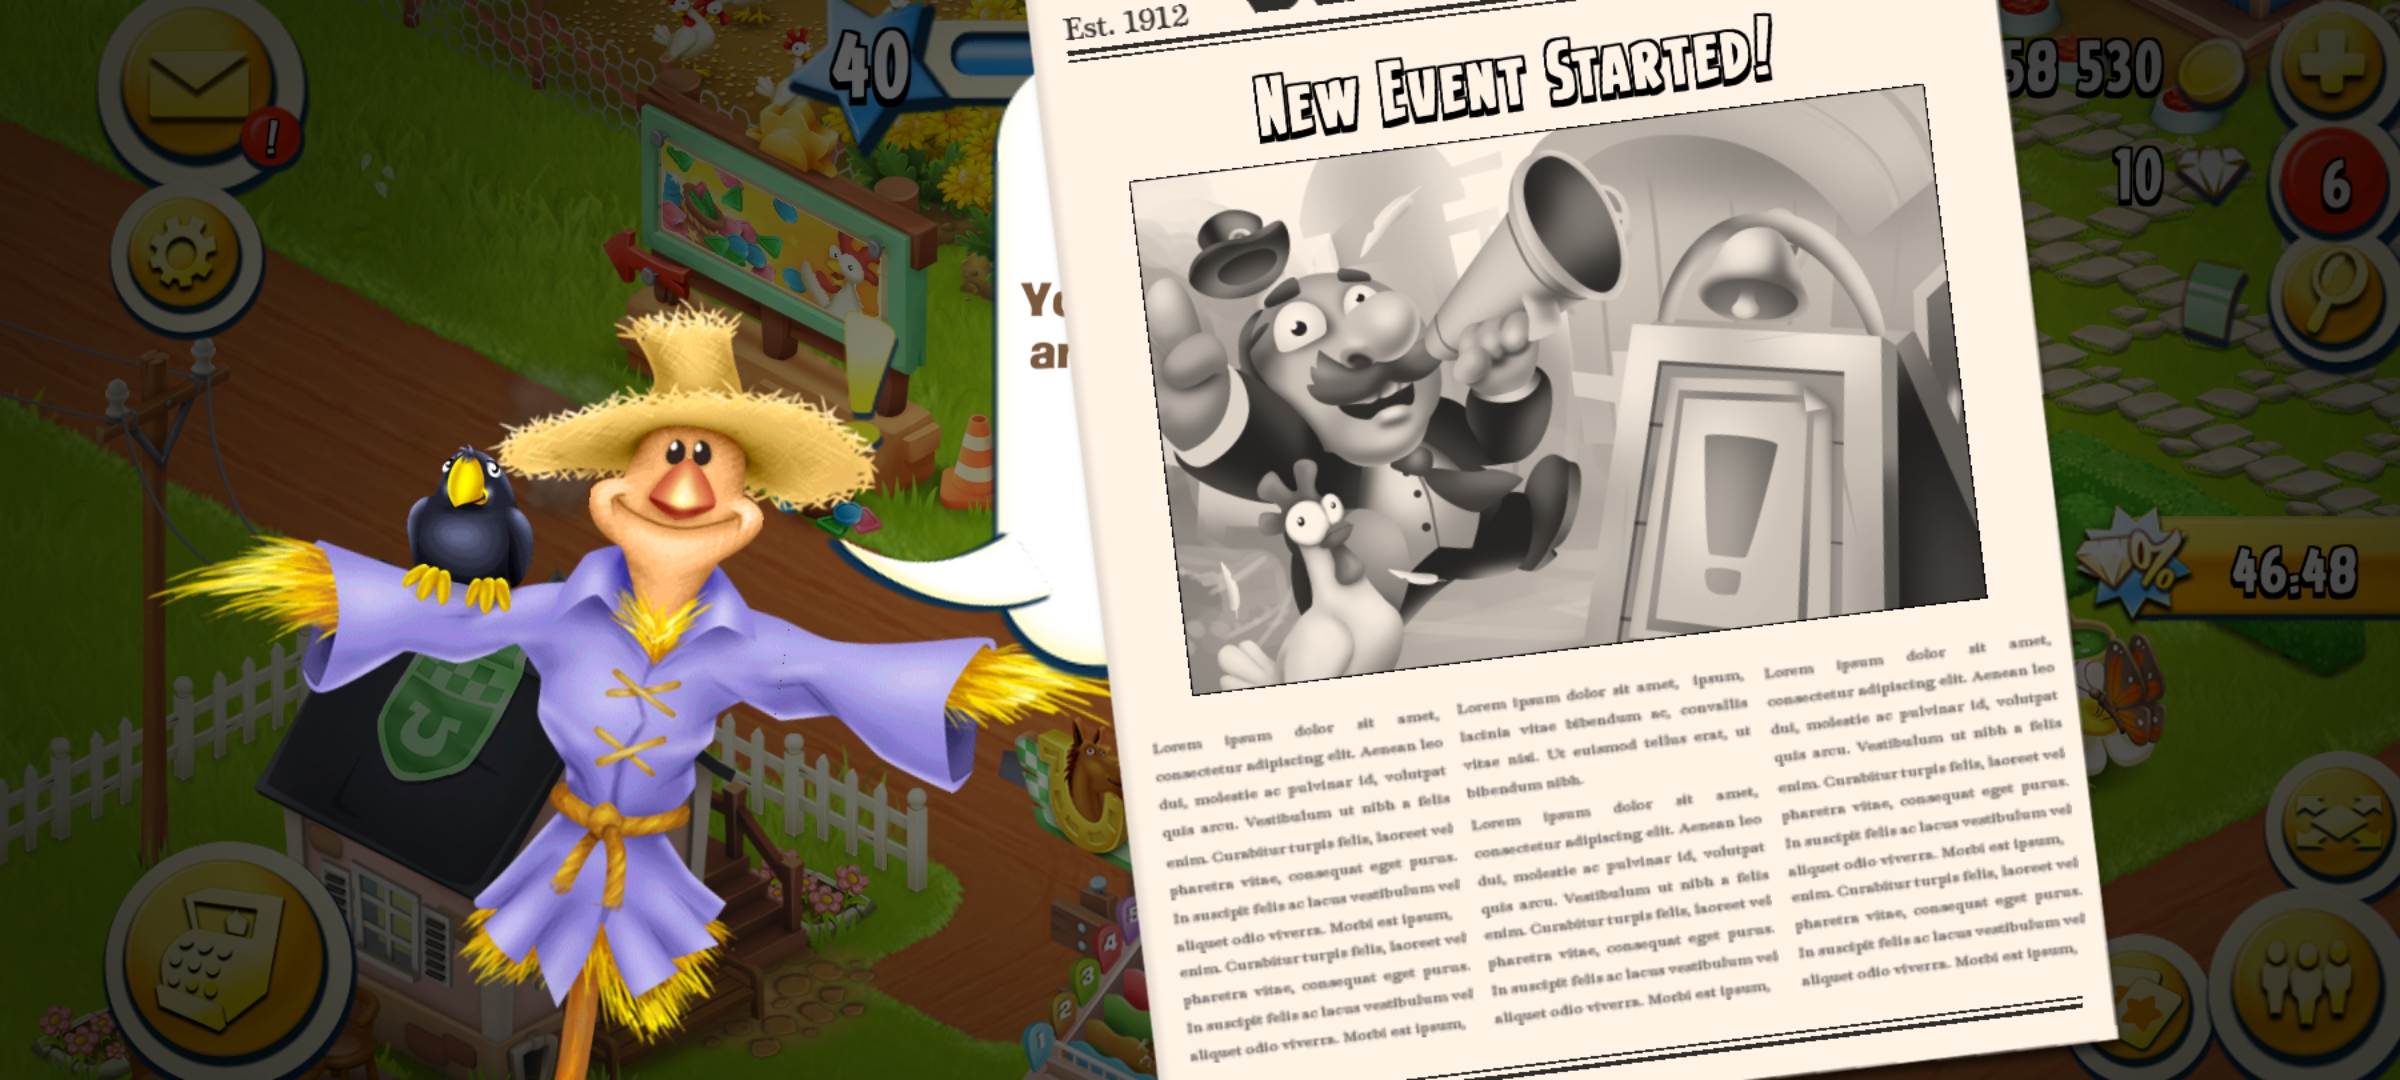 Est. 1912
NEW EVENT STARTED!
40
!
58 530
10
6
%
46:48
1
2
3
4
5
Lorem ipsum dolor sit amet,
consectetur adipiscing elit. Aenean leo
dui, molestie ac pulvinar id, volutpat
quis arcu. Vestibulum ut nibh a felis
enim. Curabitur turpis felis, laoreet vel
pharetra vitae, consequat eget purus.
In suscipit felis ac lacus vestibulum vel
aliquet odio viverra. Morbi est ipsum,
enim. Curabitur turpis felis, laoreet vel
pharetra vitae, consequat eget purus.
In suscipit felis ac lacus vestibulum vel
aliquet odio viverra. Morbi est ipsum,
Lorem ipsum dolor sit amet, ipsum,
lacinia vitae bibendum ac, convallis
vitae nisi. Ut euismod tellus erat, ut
bibendum nibh.
Lorem ipsum dolor sit amet,
consectetur adipiscing elit. Aenean leo
dui, molestie ac pulvinar id, volutpat
quis arcu. Vestibulum ut nibh a felis
enim. Curabitur turpis felis, laoreet vel
pharetra vitae, consequat eget purus.
In suscipit felis ac lacus vestibulum vel
aliquet odio viverra. Morbi est ipsum,
Lorem ipsum dolor sit amet,
consectetur adipiscing elit. Aenean leo
dui, molestie ac pulvinar id, volutpat
quis arcu. Vestibulum ut nibh a felis
enim. Curabitur turpis felis, laoreet vel
pharetra vitae, consequat eget purus.
In suscipit felis ac lacus vestibulum vel
aliquet odio viverra. Morbi est ipsum,
enim. Curabitur turpis felis, laoreet vel
pharetra vitae, consequat eget purus.
In suscipit felis ac lacus vestibulum vel
aliquet odio viverra. Morbi est ipsum,